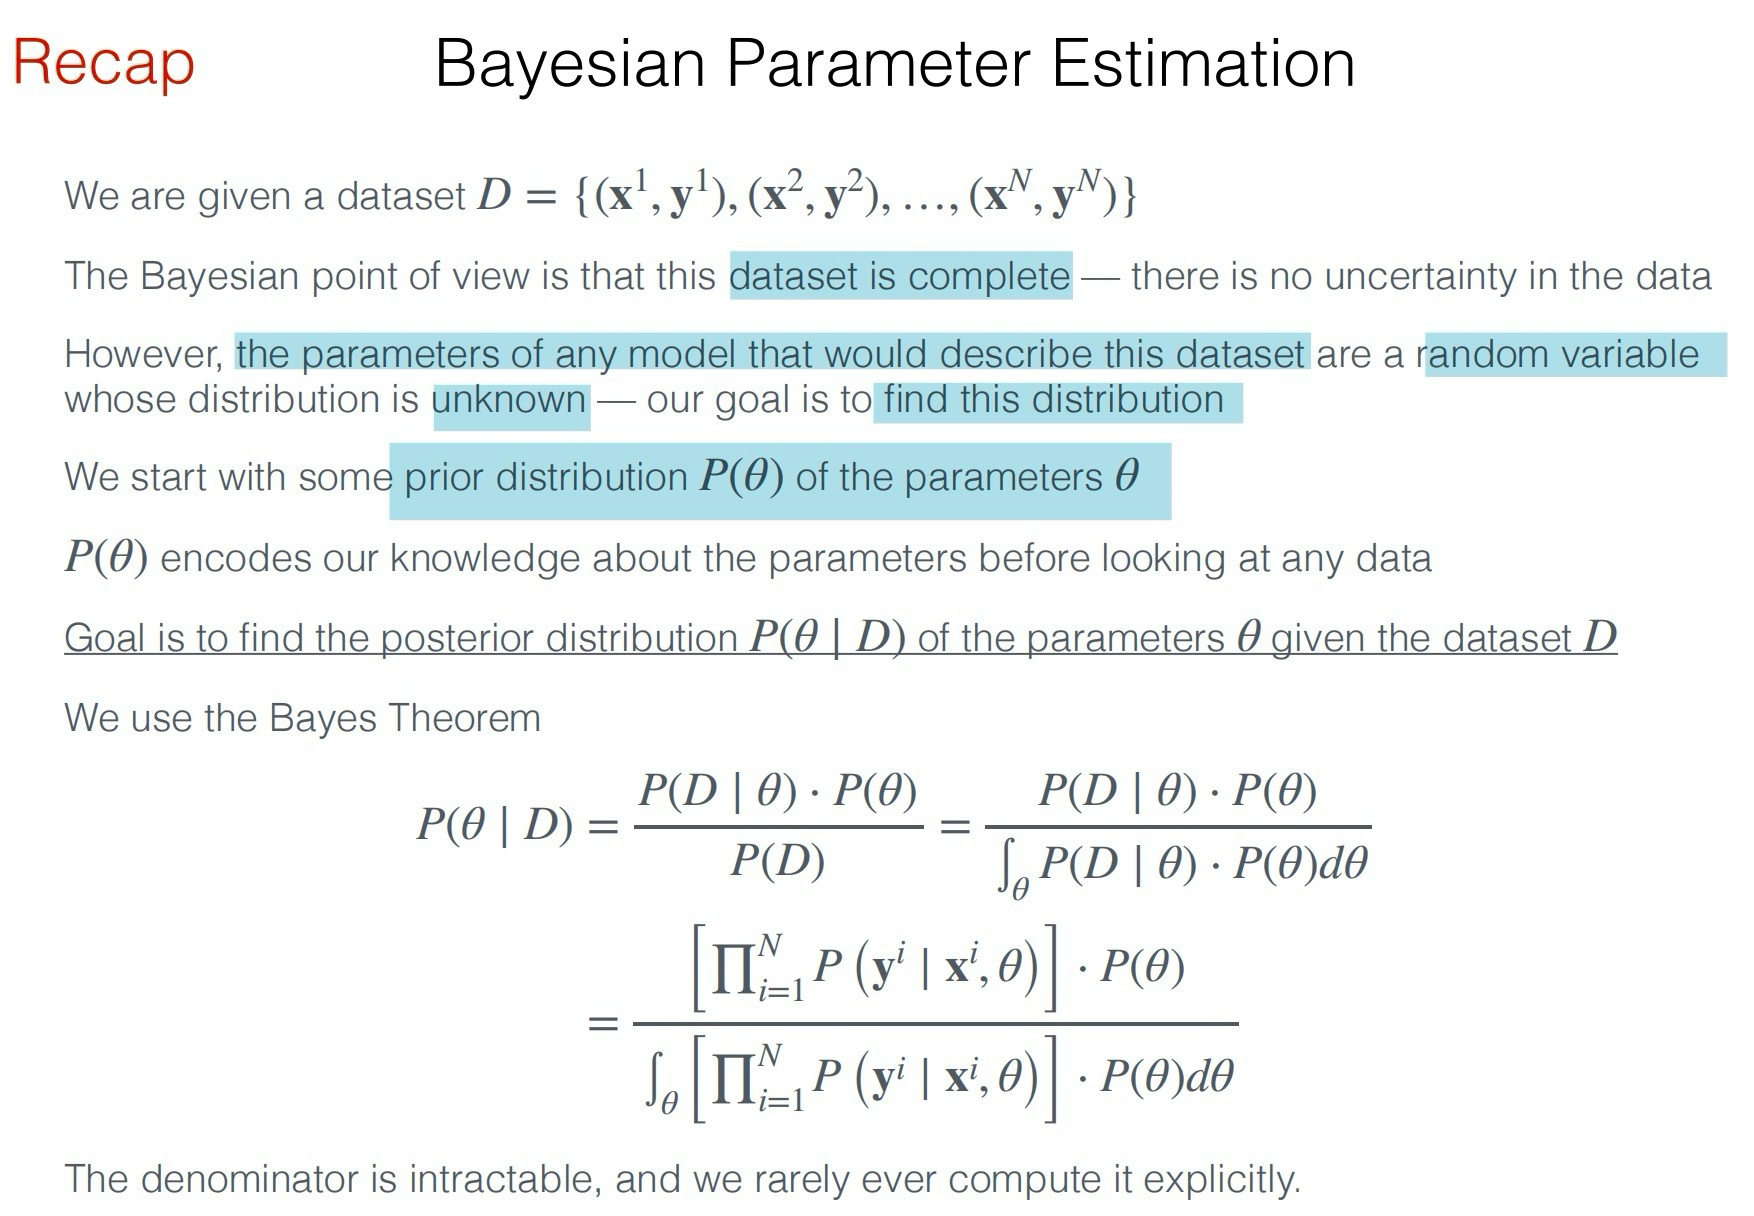 Recap
Bayesian Parameter Estimation
We are given a dataset D = {(x¹, y¹), (x², y²), …, (xᴺ, yᴺ)}
The Bayesian point of view is that this dataset is complete — there is no uncertainty in the data
However, the parameters of any model that would describe this dataset are a random variable
whose distribution is unknown — our goal is to find this distribution
We start with some prior distribution P(θ) of the parameters θ
P(θ) encodes our knowledge about the parameters before looking at any data
Goal is to find the posterior distribution P(θ | D) of the parameters θ given the dataset D
We use the Bayes Theorem
P(θ | D) = P(D | θ) · P(θ) / P(D) = P(D | θ) · P(θ) / ∫_θ P(D | θ) · P(θ)dθ
= [∏_{i=1}^N P (yⁱ | xⁱ, θ)] · P(θ) / ∫_θ [∏_{i=1}^N P (yⁱ | xⁱ, θ)] · P(θ)dθ
The denominator is intractable, and we rarely ever compute it explicitly.